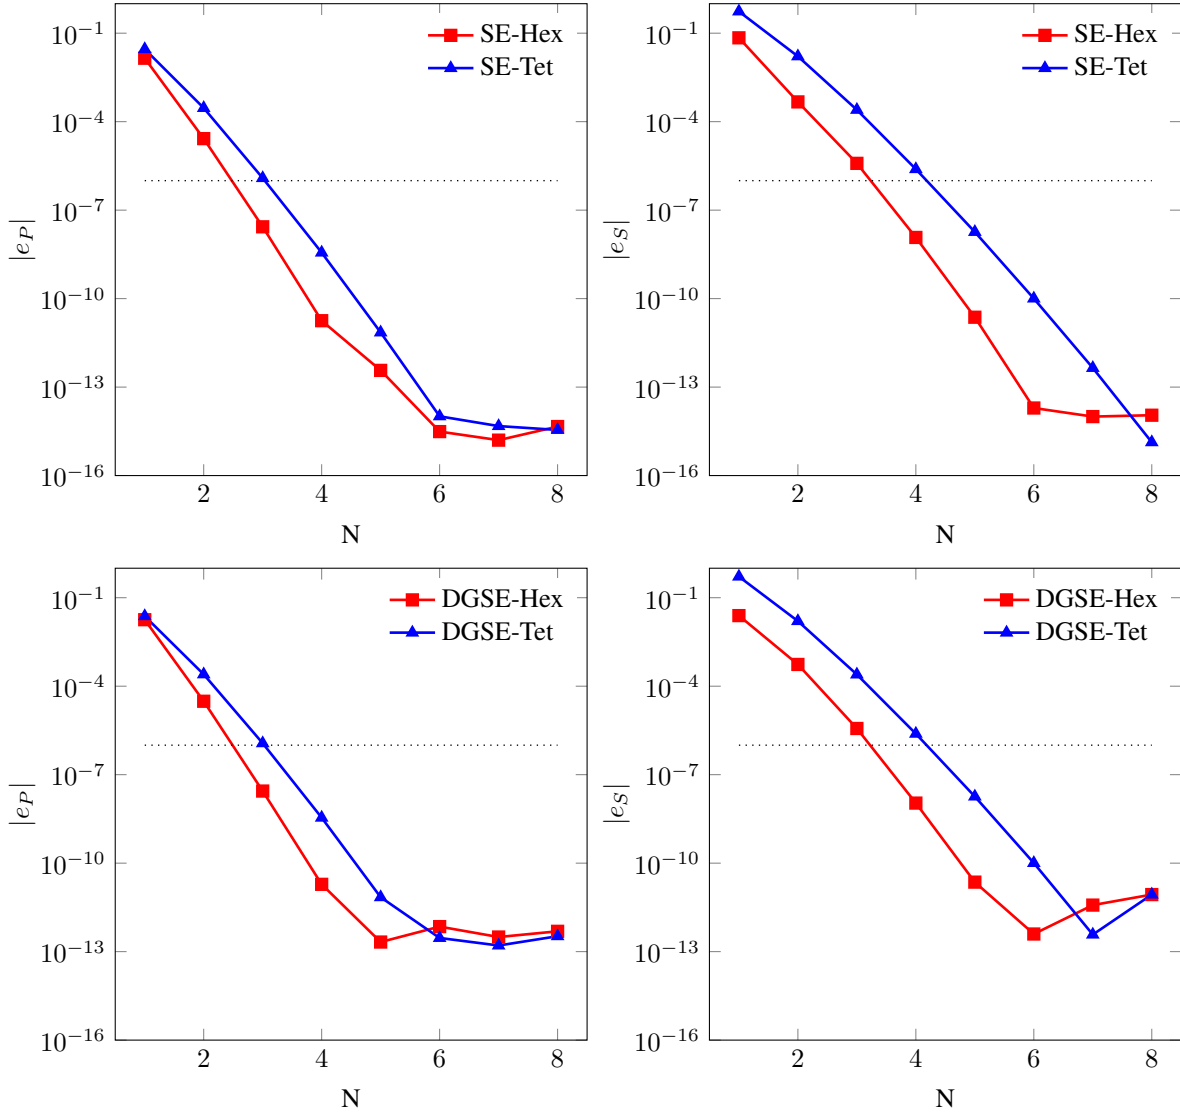 10^{-1}
10^{-4}
10^{-7}
10^{-10}
10^{-13}
10^{-16}
|e_P|
SE-Hex
SE-Tet
2 4 6 8
N
10^{-1}
10^{-4}
10^{-7}
10^{-10}
10^{-13}
10^{-16}
|e_S|
SE-Hex
SE-Tet
2 4 6 8
N
10^{-1}
10^{-4}
10^{-7}
10^{-10}
10^{-13}
10^{-16}
|e_P|
DGSE-Hex
DGSE-Tet
2 4 6 8
N
10^{-1}
10^{-4}
10^{-7}
10^{-10}
10^{-13}
10^{-16}
|e_S|
DGSE-Hex
DGSE-Tet
2 4 6 8
N